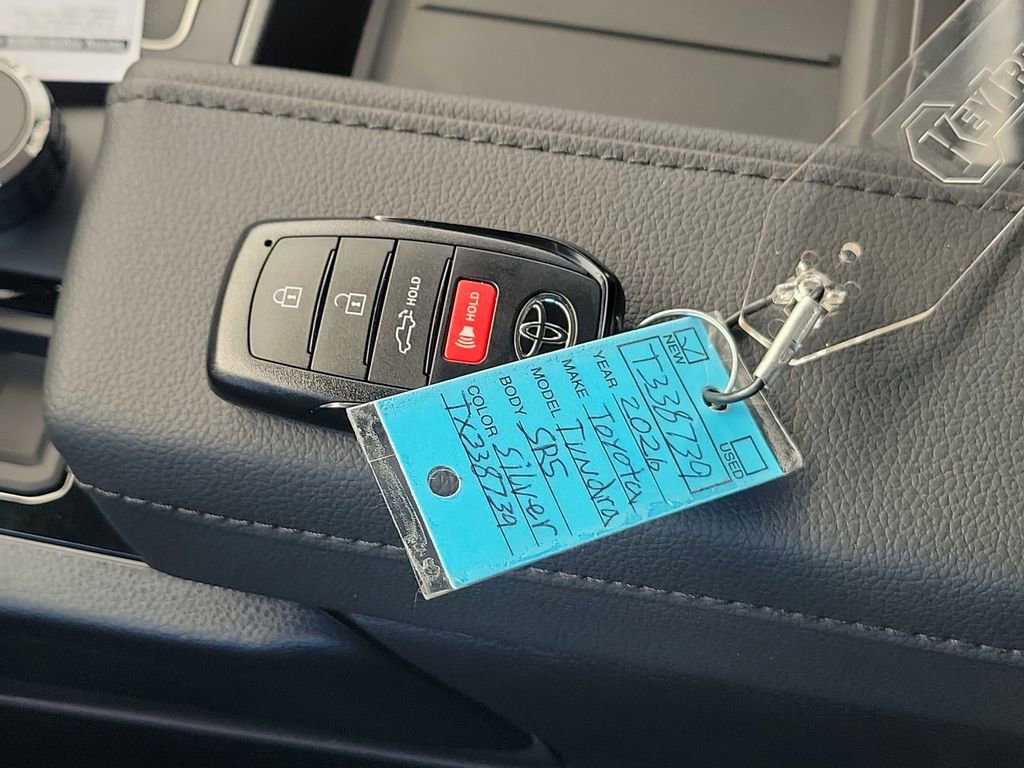 HOLD
HOLD
NEW
USED
T338739
YEAR 2026
MAKE Toyota
MODEL Tundra
BODY SR5
COLOR Silver
TX338739